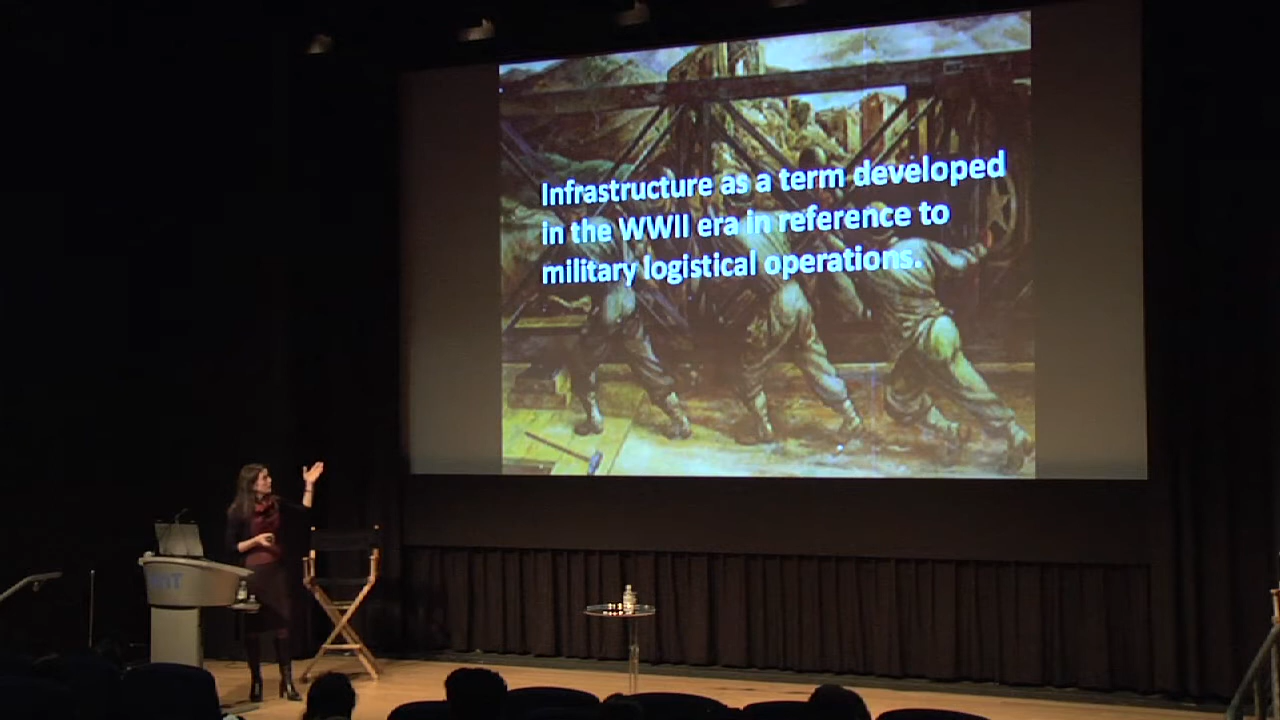 Infrastructure as a term developed
in the WWII era in reference to
military logistical operations.